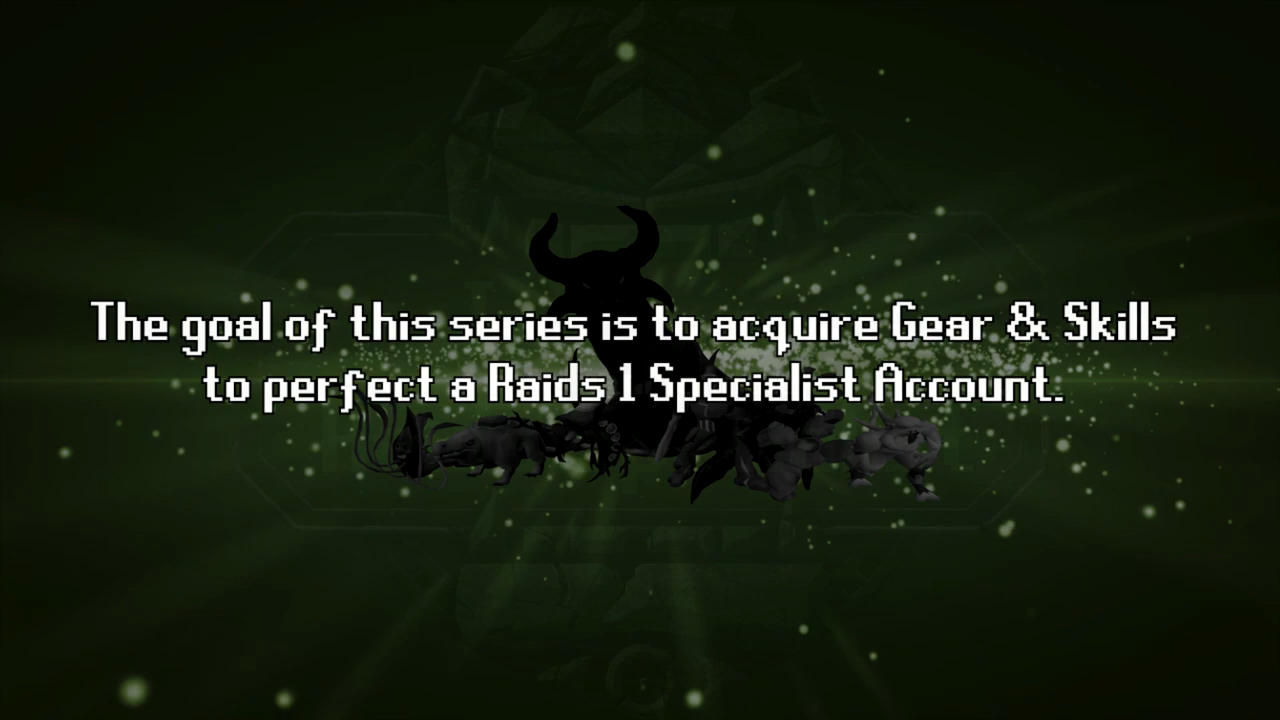 The goal of this series is to acquire Gear & Skills
to perfect a Raids 1 Specialist Account.